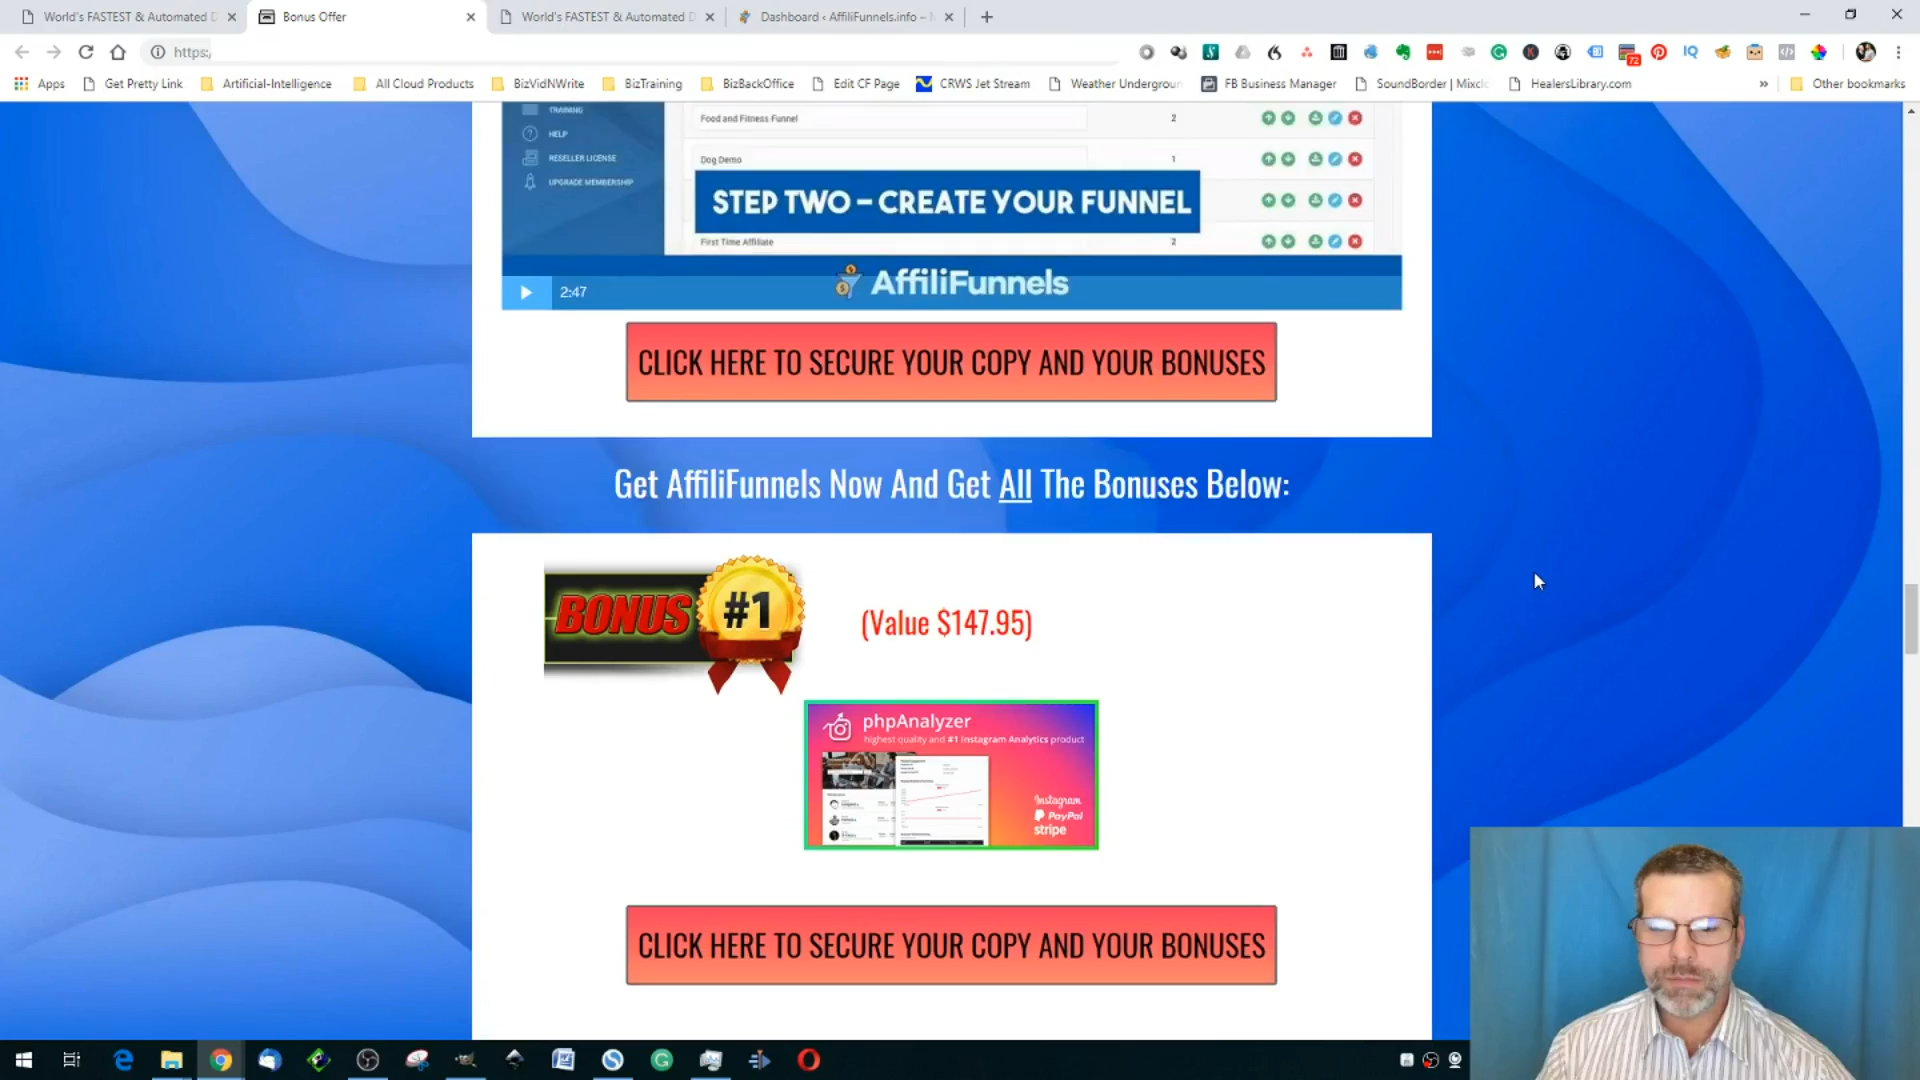 World's FASTEST & Automated D
Bonus Offer
World's FASTEST & Automated D
Dashboard ‹ AffiliFunnels.info –
https:/
72
Apps
Get Pretty Link
Artificial-Intelligence
All Cloud Products
BizVidNWrite
BizTraining
BizBackOffice
Edit CF Page
CRWS Jet Stream
Weather Undergroun
FB Business Manager
SoundBorder | Mixclo
HealersLibrary.com
»
Other bookmarks
TRAINING
HELP
RESELLER LICENSE
UPGRADE MEMBERSHIP
Food and Fitness Funnel
2
Dog Demo
1
STEP TWO – CREATE YOUR FUNNEL
First Time Affiliate
2
AffiliFunnels
2:47
CLICK HERE TO SECURE YOUR COPY AND YOUR BONUSES
Get AffiliFunnels Now And Get All The Bonuses Below:
BONUS #1
(Value $147.95)
phpAnalyzer
highest quality and #1 Instagram Analytics product
Instagram
PayPal
stripe
CLICK HERE TO SECURE YOUR COPY AND YOUR BONUSES